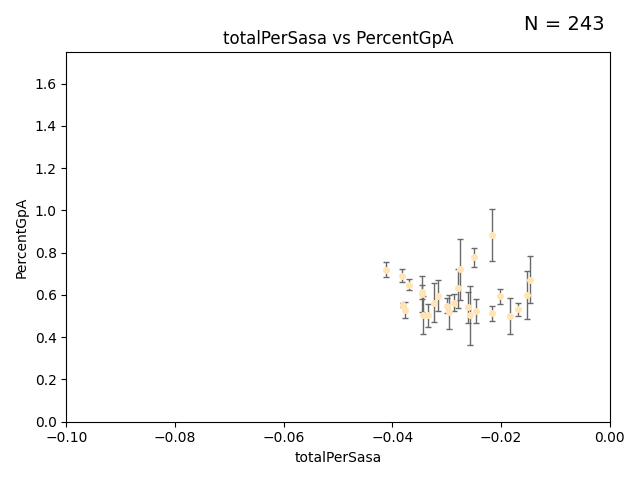 N = 243
totalPerSasa vs PercentGpA
PercentGpA
1.6
1.4
1.2
1.0
0.8
0.6
0.4
0.2
0.0
−0.10 −0.08 −0.06 −0.04 −0.02 0.00
totalPerSasa